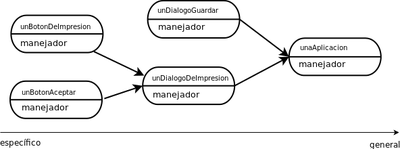 unBotonDeImpresion
manejador
unDialogoGuardar
manejador
unaAplicacion
manejador
unBotonAceptar
manejador
unDialogoDeImpresion
manejador
específico
general